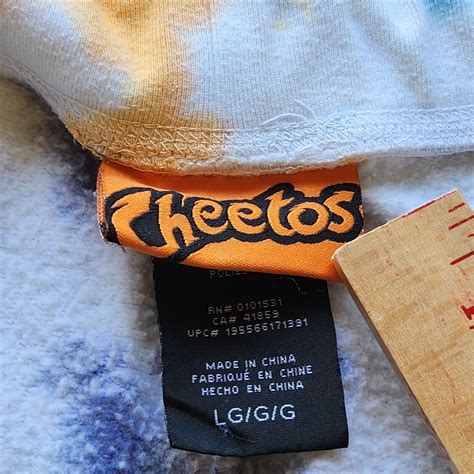 Cheetos
RN# 0101531
CA# 41859
UPC# 195566171391
MADE IN CHINA
FABRIQUÉ EN CHINE
HECHO EN CHINA
LG/G/G